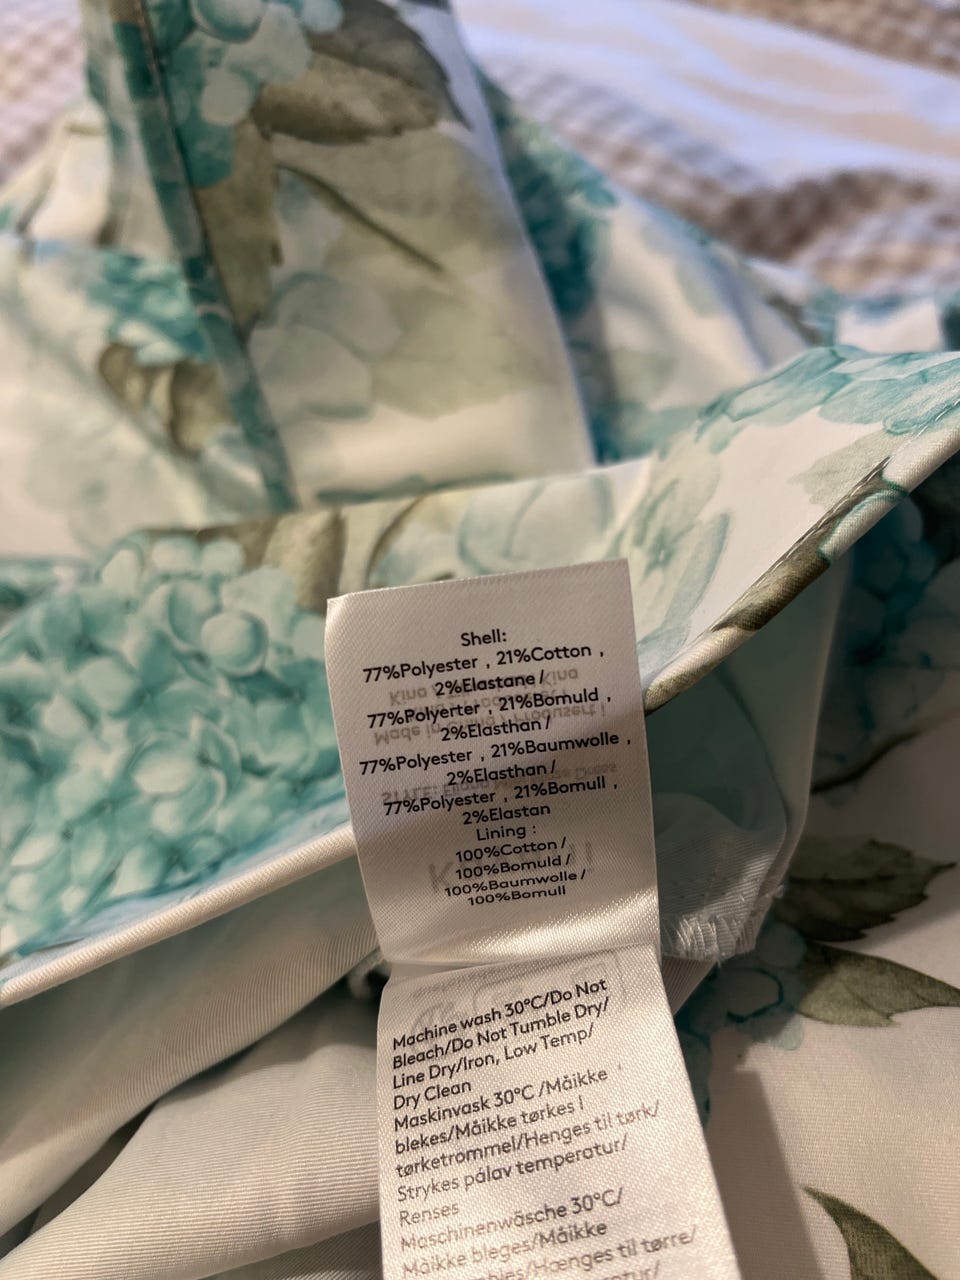 Shell:
77%Polyester , 21%Cotton ,
2%Elastane /
77%Polyerter , 21%Bomuld ,
2%Elasthan /
77%Polyester , 21%Baumwolle ,
2%Elasthan /
77%Polyester , 21%Bomull ,
2%Elastan
Lining :
100%Cotton /
100%Bomuld /
100%Baumwolle /
100%Bomull
Machine wash 30°C/Do Not
Bleach/Do Not Tumble Dry/
Line Dry/Iron, Low Temp/
Dry Clean
Maskinvask 30°C /Måikke
blekes/Måikke tørkes I
tørketrommel/Henges til tørk/
Strykes pålav temperatur/
Renses
Maschinenwäsche 30°C/
Måikke bleges/Måikke
/Hænges til tørre/